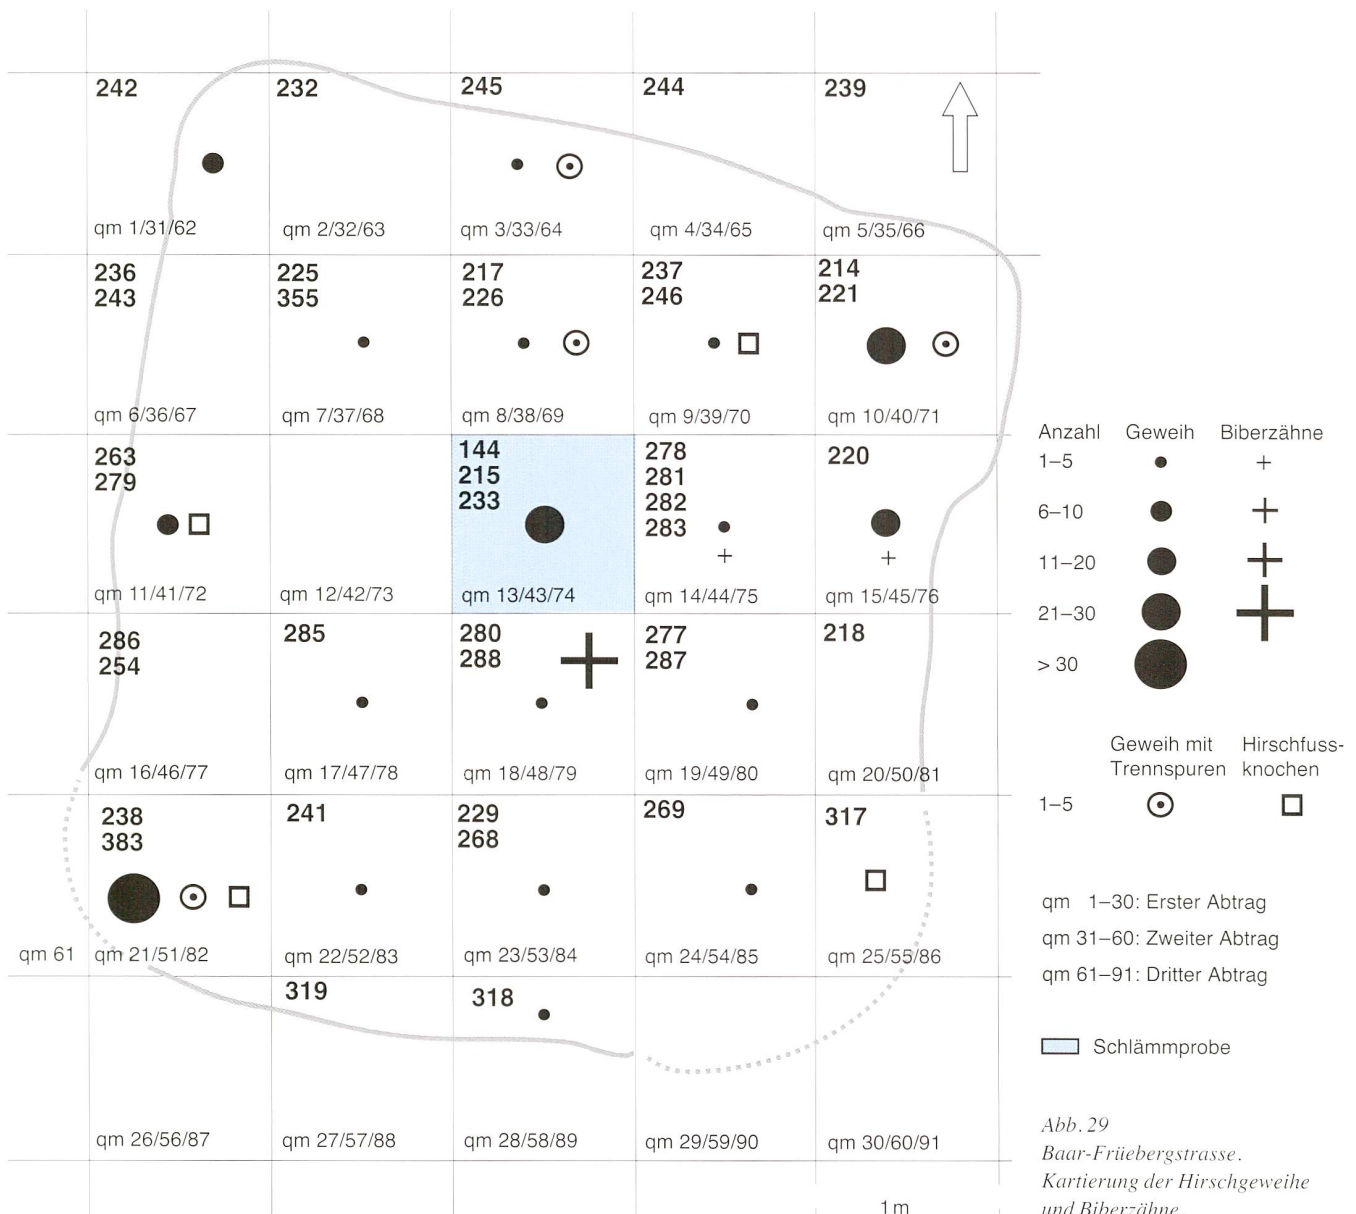 242 232 245 244 239
qm 1/31/62 qm 2/32/63 qm 3/33/64 qm 4/34/65 qm 5/35/66
236 225 217 237 214
243 355 226 246 221
qm 6/36/67 qm 7/37/68 qm 8/38/69 qm 9/39/70 qm 10/40/71
263 144 278 220
279 215 281
233 282
283
qm 11/41/72 qm 12/42/73 qm 13/43/74 qm 14/44/75 qm 15/45/76
286 285 280 277 218
254 288 287
qm 16/46/77 qm 17/47/78 qm 18/48/79 qm 19/49/80 qm 20/50/81
238 241 229 269 317
383 268
qm 61 qm 21/51/82 qm 22/52/83 qm 23/53/84 qm 24/54/85 qm 25/55/86
319 318
qm 26/56/87 qm 27/57/88 qm 28/58/89 qm 29/59/90 qm 30/60/91
1 m
Anzahl Geweih Biberzähne
1–5
6–10
11–20
21–30
> 30
Geweih mit Hirschfuss-
Trennspuren knochen
1–5
qm 1–30: Erster Abtrag
qm 31–60: Zweiter Abtrag
qm 61–91: Dritter Abtrag
Schlämmprobe
Abb. 29
Baar-Früebergstrasse.
Kartierung der Hirschgeweihe
und Biberzähne